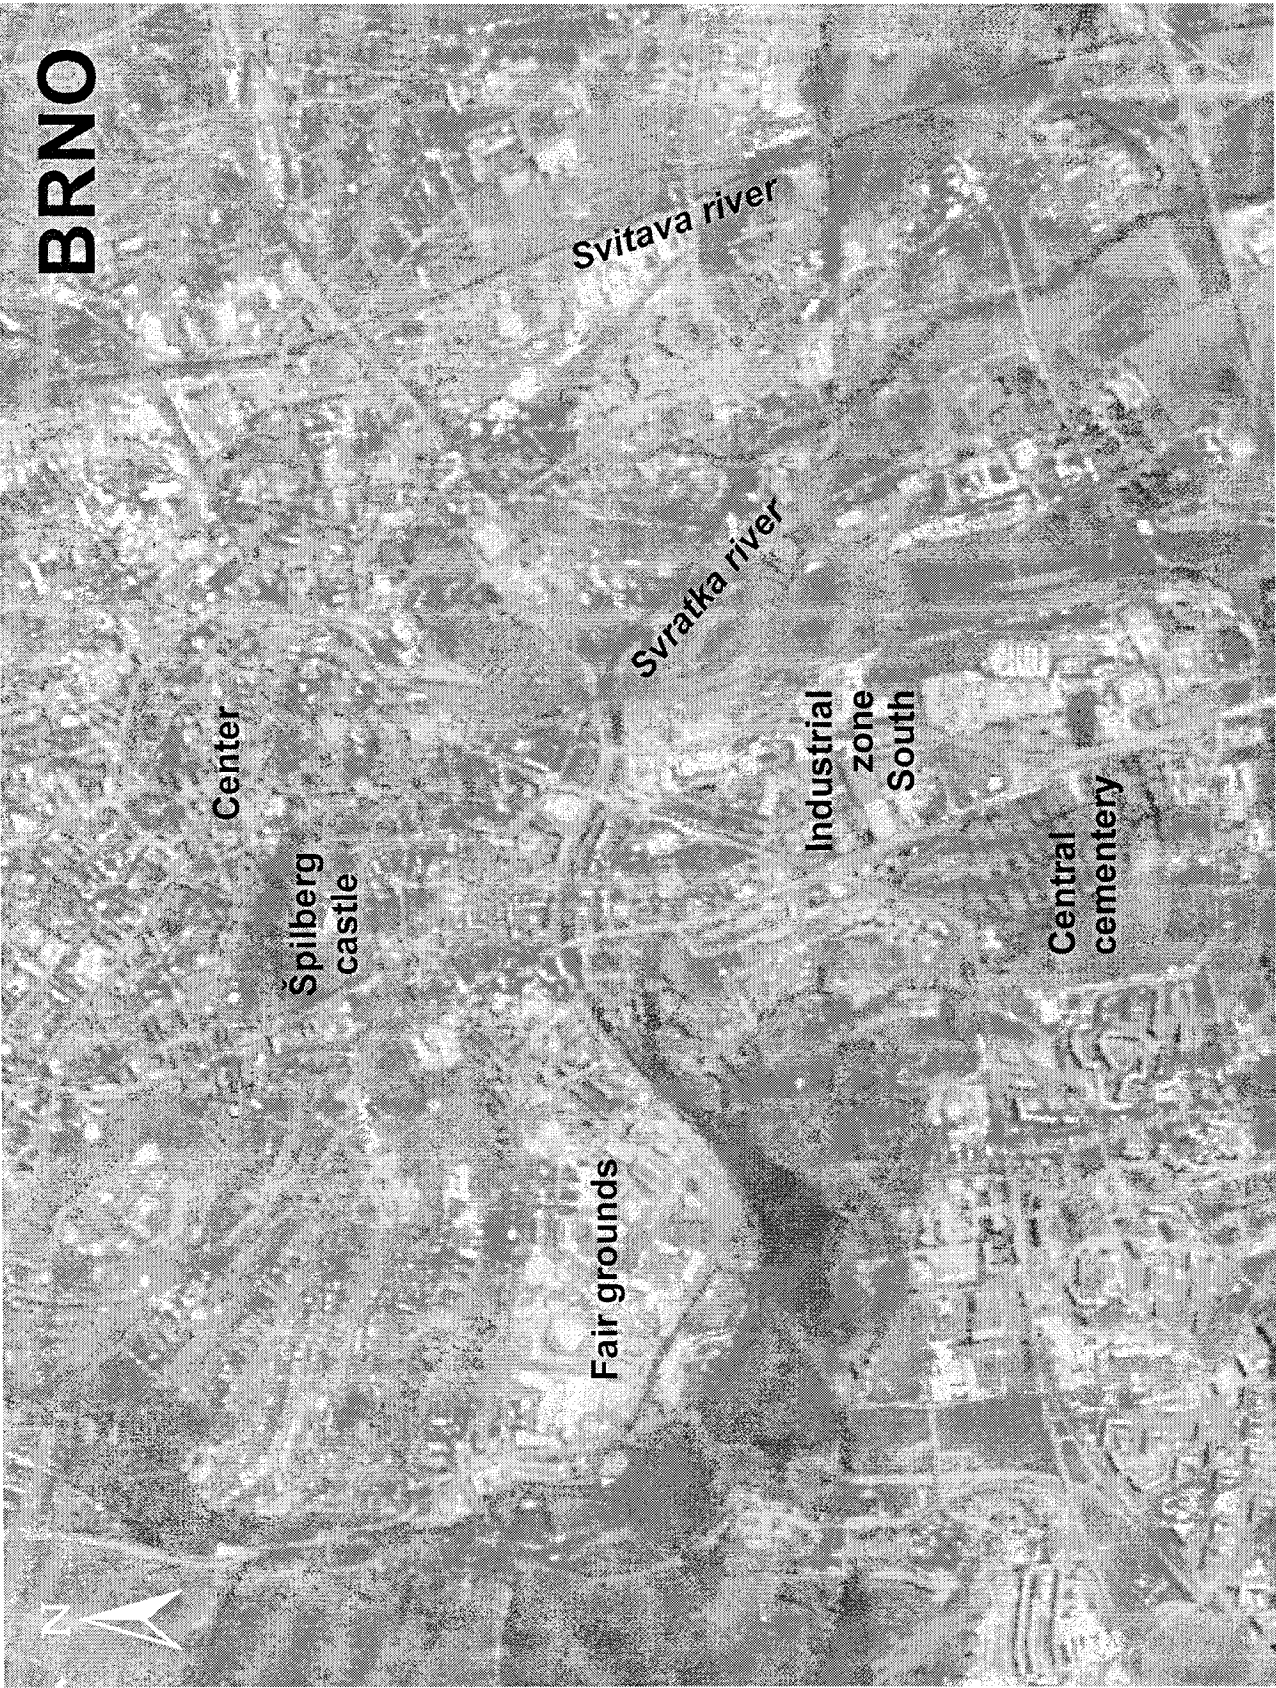 N
BRNO
Center
Špilberg
castle
Svitava river
Fair grounds
Svratka river
Industrial
zone
South
Central
cementery